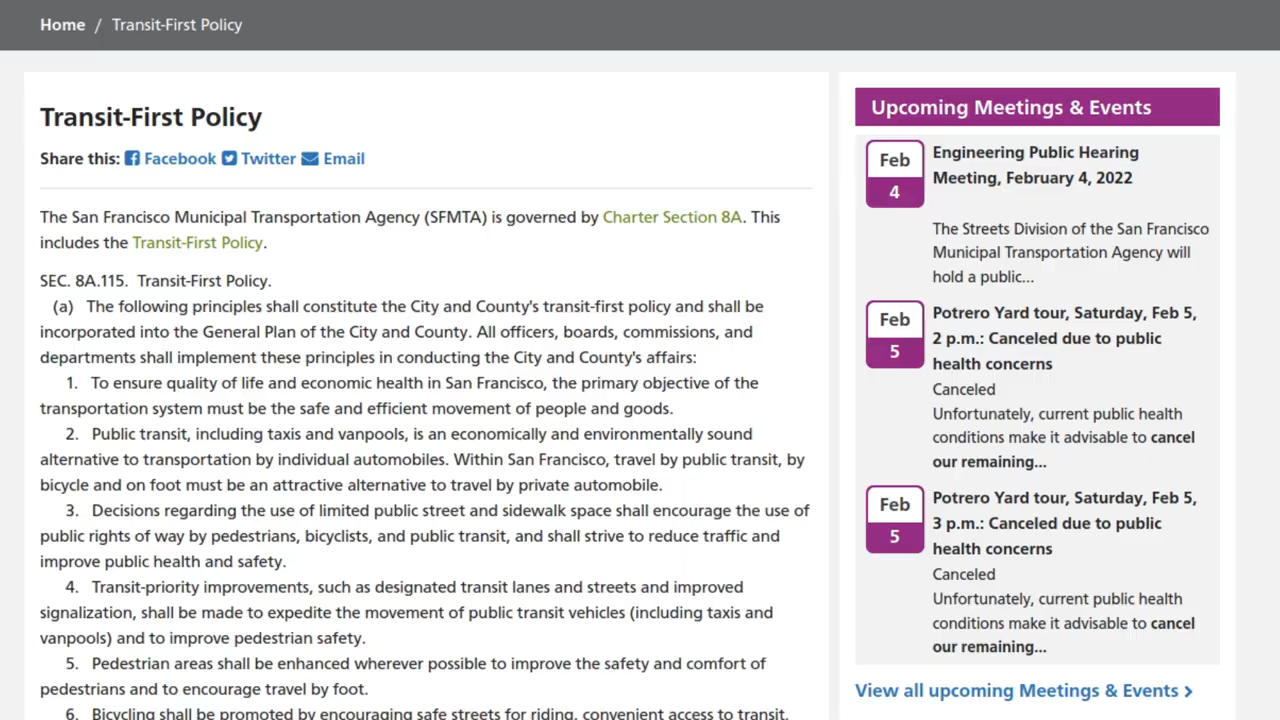 Home / Transit-First Policy
Transit-First Policy
Share this: Facebook Twitter Email
The San Francisco Municipal Transportation Agency (SFMTA) is governed by Charter Section 8A. This
includes the Transit-First Policy.
SEC. 8A.115. Transit-First Policy.
(a) The following principles shall constitute the City and County's transit-first policy and shall be
incorporated into the General Plan of the City and County. All officers, boards, commissions, and
departments shall implement these principles in conducting the City and County's affairs:
1. To ensure quality of life and economic health in San Francisco, the primary objective of the
transportation system must be the safe and efficient movement of people and goods.
2. Public transit, including taxis and vanpools, is an economically and environmentally sound
alternative to transportation by individual automobiles. Within San Francisco, travel by public transit, by
bicycle and on foot must be an attractive alternative to travel by private automobile.
3. Decisions regarding the use of limited public street and sidewalk space shall encourage the use of
public rights of way by pedestrians, bicyclists, and public transit, and shall strive to reduce traffic and
improve public health and safety.
4. Transit-priority improvements, such as designated transit lanes and streets and improved
signalization, shall be made to expedite the movement of public transit vehicles (including taxis and
vanpools) and to improve pedestrian safety.
5. Pedestrian areas shall be enhanced wherever possible to improve the safety and comfort of
pedestrians and to encourage travel by foot.
6. Bicycling shall be promoted by encouraging safe streets for riding, convenient access to transit,
Upcoming Meetings & Events
Feb
4
Engineering Public Hearing
Meeting, February 4, 2022
The Streets Division of the San Francisco
Municipal Transportation Agency will
hold a public...
Feb
5
Potrero Yard tour, Saturday, Feb 5,
2 p.m.: Canceled due to public
health concerns
Canceled
Unfortunately, current public health
conditions make it advisable to cancel
our remaining...
Feb
5
Potrero Yard tour, Saturday, Feb 5,
3 p.m.: Canceled due to public
health concerns
Canceled
Unfortunately, current public health
conditions make it advisable to cancel
our remaining...
View all upcoming Meetings & Events